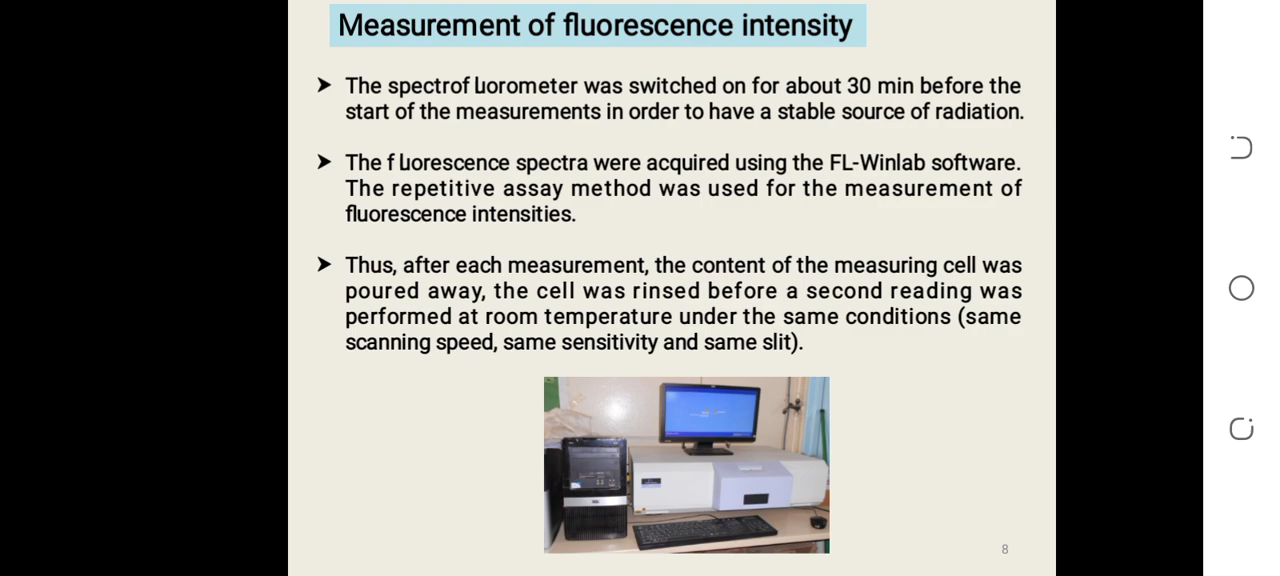 Measurement of fluorescence intensity
➤ The spectrof Luorometer was switched on for about 30 min before the
start of the measurements in order to have a stable source of radiation.
➤ The f Luorescence spectra were acquired using the FL-Winlab software.
The repetitive assay method was used for the measurement of
fluorescence intensities.
➤ Thus, after each measurement, the content of the measuring cell was
poured away, the cell was rinsed before a second reading was
performed at room temperature under the same conditions (same
scanning speed, same sensitivity and same slit).
8